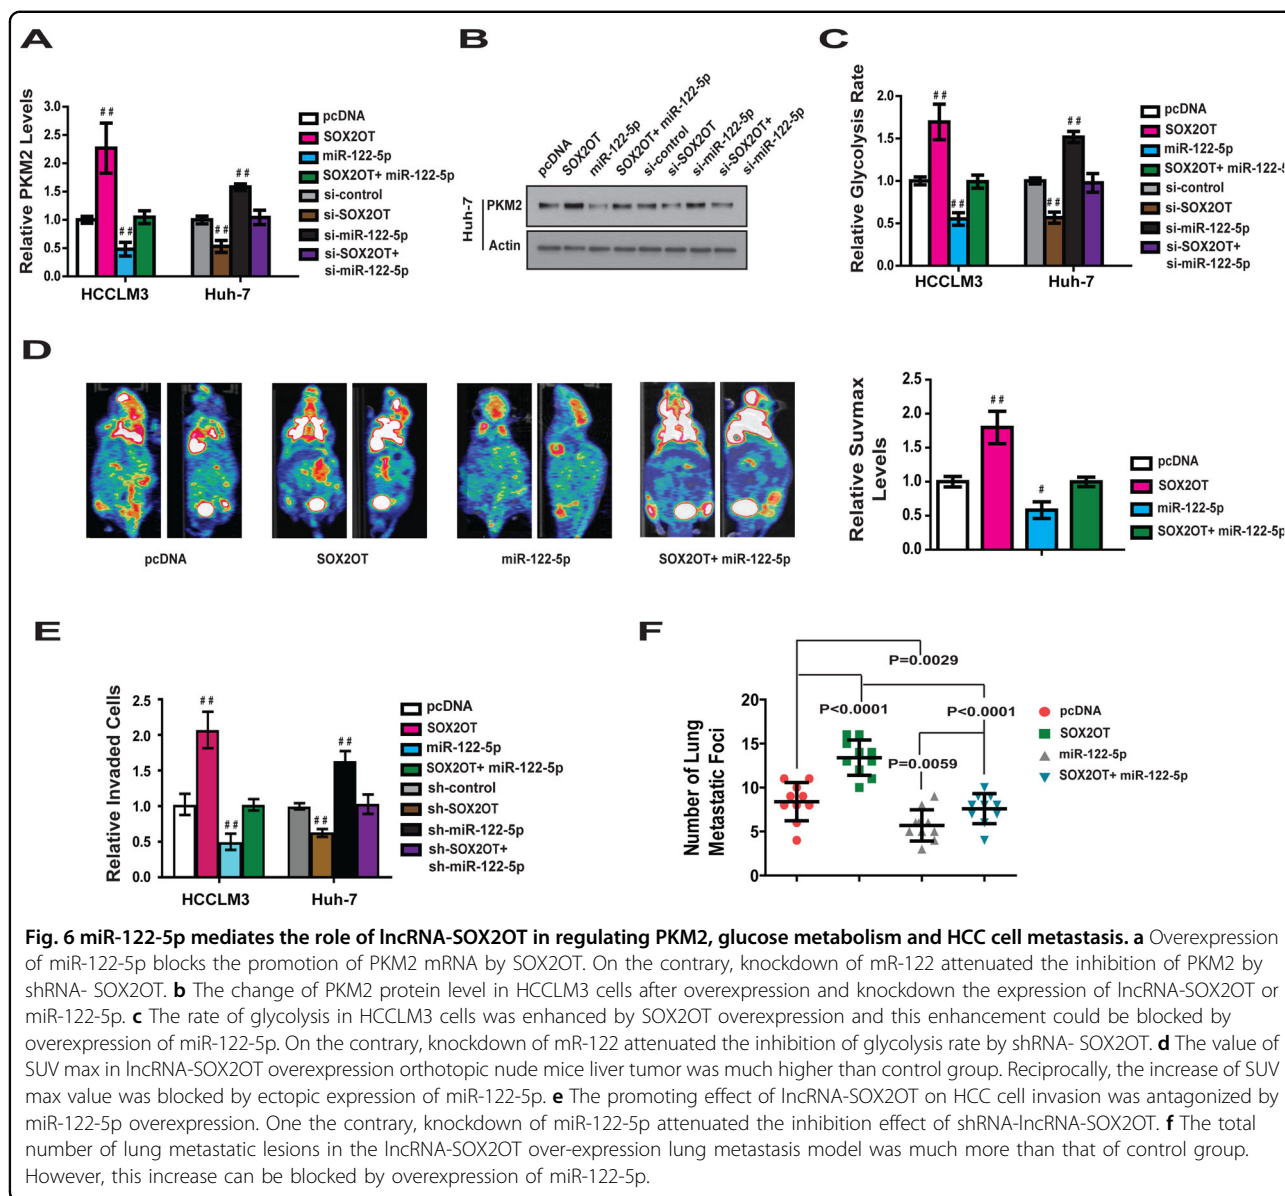 A
Relative PKM2 Levels
3.0
2.5
2.0
1.5
1.0
0.5
0.0
##
##
##
##
HCCLM3
Huh-7
pcDNA
SOX2OT
miR-122-5p
SOX2OT+ miR-122-5p
si-control
si-SOX2OT
si-miR-122-5p
si-SOX2OT+
si-miR-122-5p
B
pcDNA
SOX2OT
miR-122-5p
SOX2OT+ miR-122-5p
si-control
si-SOX2OT
si-miR-122-5p
si-SOX2OT+
si-miR-122-5p
Huh-7
PKM2
Actin
C
Relative Glycolysis Rate
2.0
1.5
1.0
0.5
0.0
##
##
##
##
HCCLM3
Huh-7
pcDNA
SOX2OT
miR-122-5p
SOX2OT+ miR-122-5
si-control
si-SOX2OT
si-miR-122-5p
si-SOX2OT+
si-miR-122-5p
D
pcDNA
SOX2OT
miR-122-5p
SOX2OT+ miR-122-5p
Relative Suvmax
Levels
2.5
2.0
1.5
1.0
0.5
0.0
##
#
pcDNA
SOX2OT
miR-122-5p
SOX2OT+ miR-122-5p
E
Relative Invaded Cells
2.5
2.0
1.5
1.0
0.5
0.0
##
##
##
##
HCCLM3
Huh-7
pcDNA
SOX2OT
miR-122-5p
SOX2OT+ miR-122-5p
sh-control
sh-SOX2OT
sh-miR-122-5p
sh-SOX2OT+
sh-miR-122-5p
F
Number of Lung
Metastatic Foci
20
15
10
5
0
P=0.0029
P<0.0001
P<0.0001
P=0.0059
pcDNA
SOX2OT
miR-122-5p
SOX2OT+ miR-122-5p
Fig. 6 miR-122-5p mediates the role of lncRNA-SOX2OT in regulating PKM2, glucose metabolism and HCC cell metastasis. a Overexpression
of miR-122-5p blocks the promotion of PKM2 mRNA by SOX2OT. On the contrary, knockdown of mR-122 attenuated the inhibition of PKM2 by
shRNA- SOX2OT. b The change of PKM2 protein level in HCCLM3 cells after overexpression and knockdown the expression of lncRNA-SOX2OT or
miR-122-5p. c The rate of glycolysis in HCCLM3 cells was enhanced by SOX2OT overexpression and this enhancement could be blocked by
overexpression of miR-122-5p. On the contrary, knockdown of mR-122 attenuated the inhibition of glycolysis rate by shRNA- SOX2OT. d The value of
SUV max in lncRNA-SOX2OT overexpression orthotopic nude mice liver tumor was much higher than control group. Reciprocally, the increase of SUV
max value was blocked by ectopic expression of miR-122-5p. e The promoting effect of lncRNA-SOX2OT on HCC cell invasion was antagonized by
miR-122-5p overexpression. One the contrary, knockdown of miR-122-5p attenuated the inhibition effect of shRNA-lncRNA-SOX2OT. f The total
number of lung metastatic lesions in the lncRNA-SOX2OT over-expression lung metastasis model was much more than that of control group.
However, this increase can be blocked by overexpression of miR-122-5p.